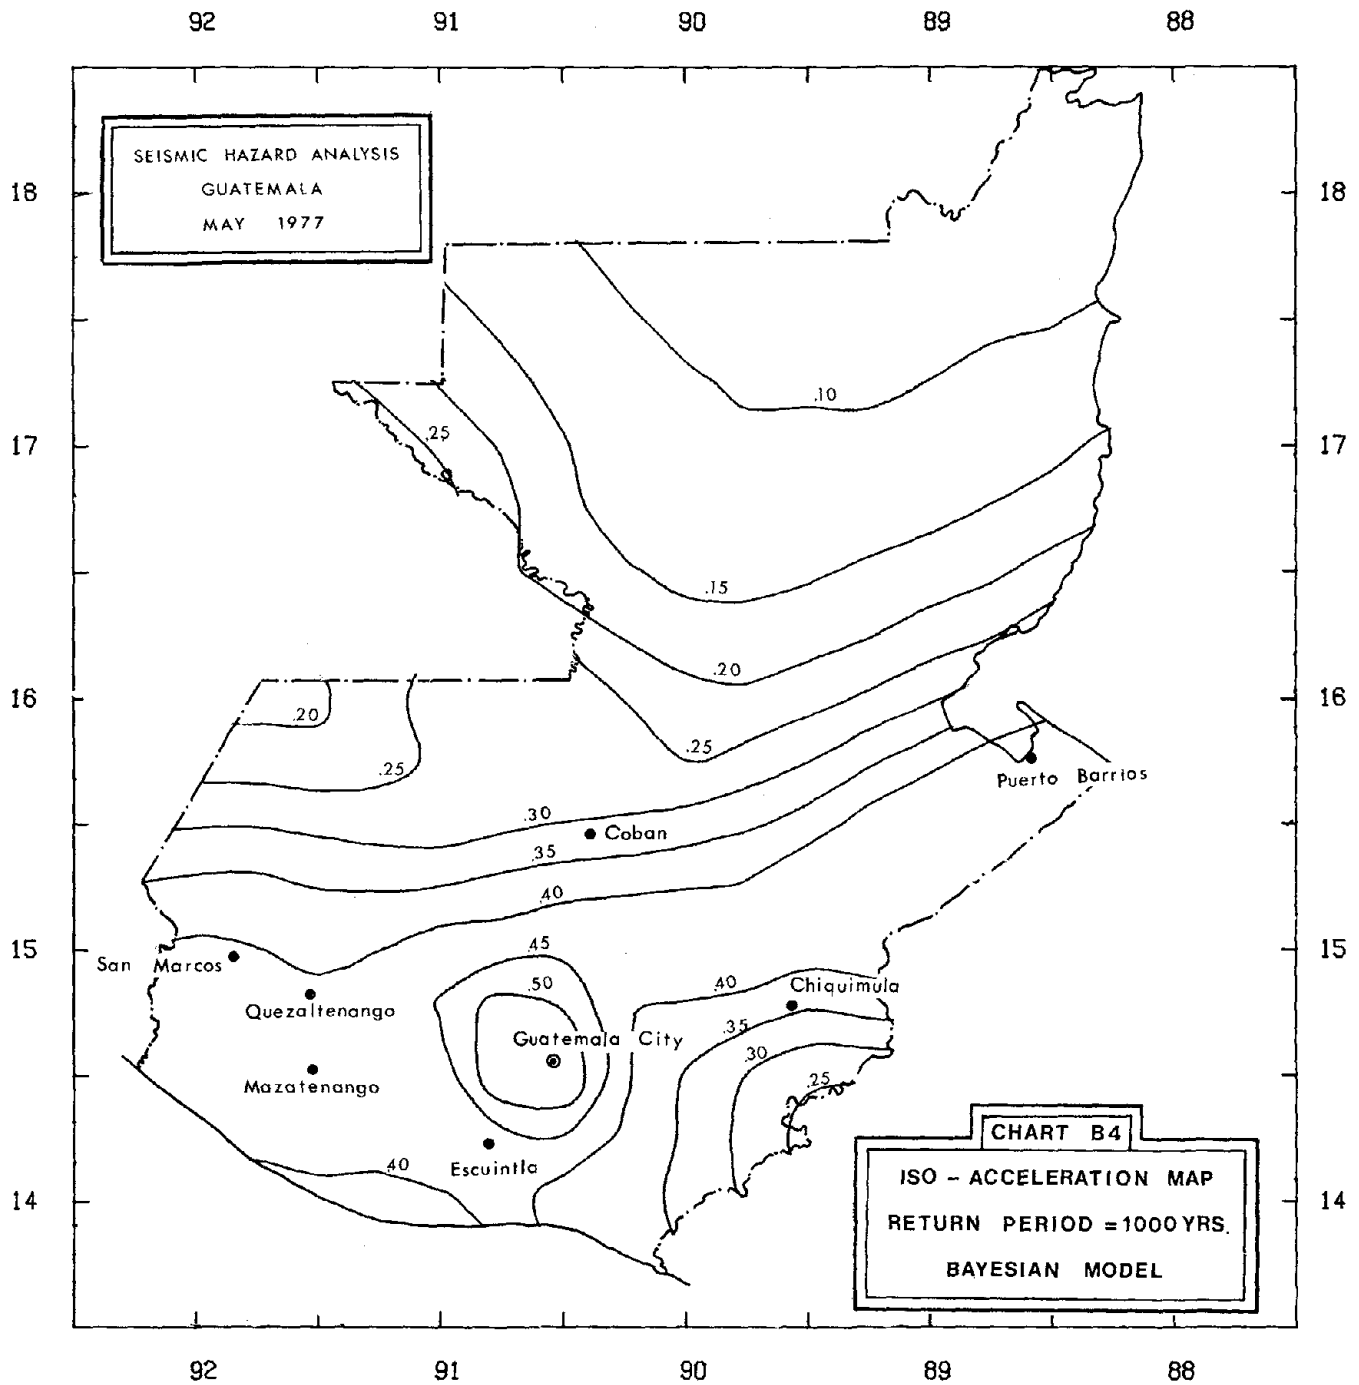 92 91 90 89 88
SEISMIC HAZARD ANALYSIS
GUATEMALA
MAY 1977
18 18
.10
.25
17 17
.15
.20
16 16
.20
.25
.25
Puerto Barrios
.30
Coban
.35
.40
15 15
.45
San Marcos
.50
.40
Chiquimula
Quezaltenango
.35
Guatemala City
.30
.25
Mazatenango
Escuintla
.40
14 14
CHART B4
ISO - ACCELERATION MAP
RETURN PERIOD = 1000 YRS.
BAYESIAN MODEL
92 91 90 89 88